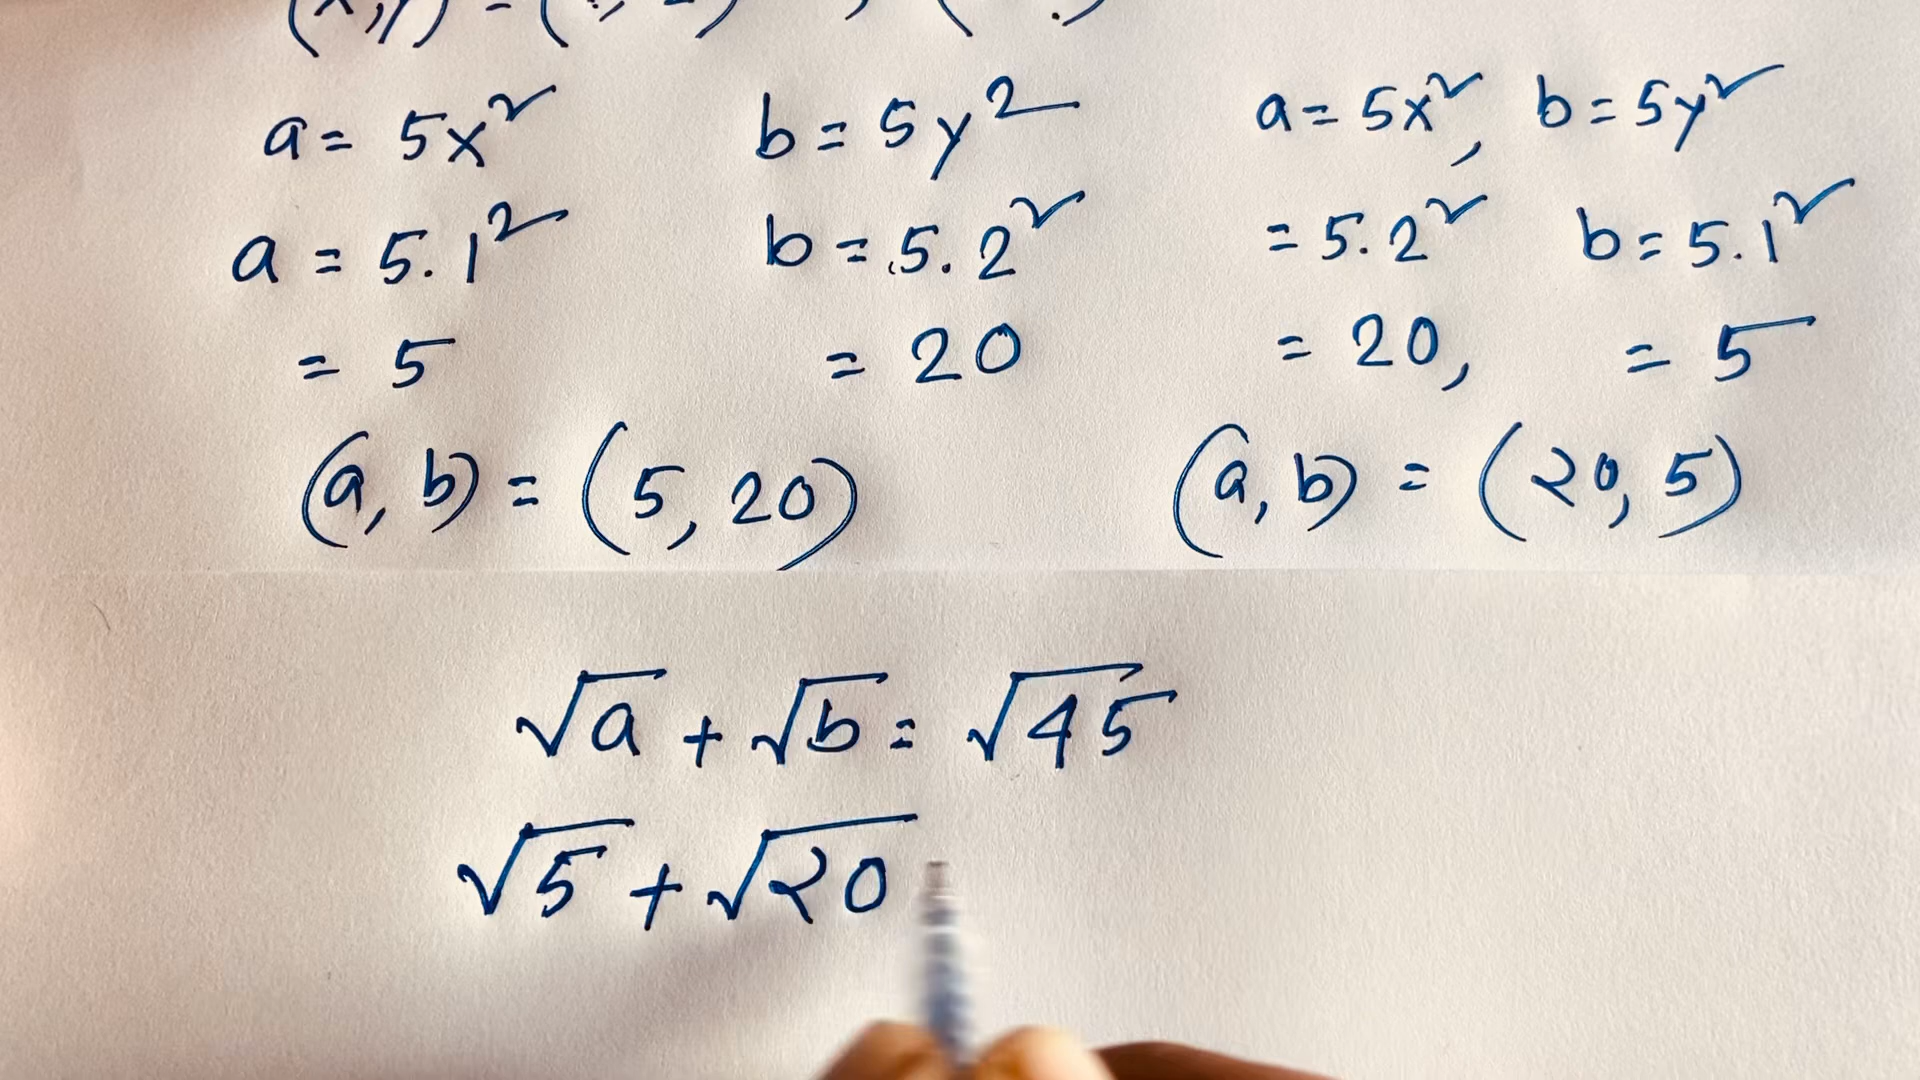 a = 5x² b = 5y² a = 5x², b = 5y²
a = 5.1² b = 5.2² = 5.2² b = 5.1²
= 5 = 20 = 20, = 5
(a, b) = (5, 20) (a, b) = (20, 5)
√a + √b = √45
√5 + √20